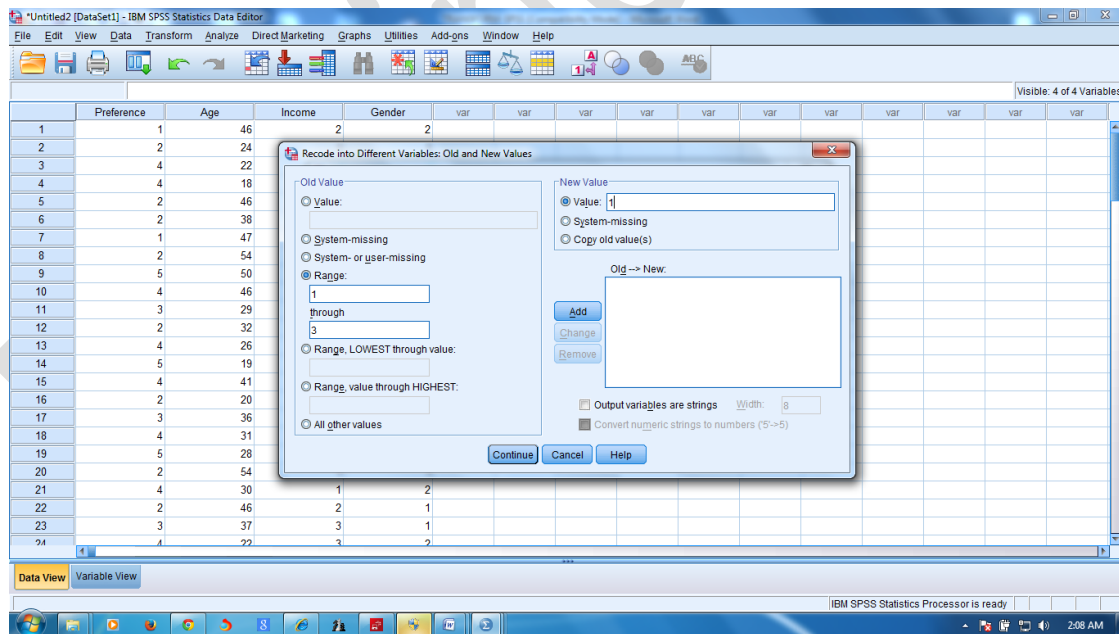 *Untitled2 [DataSet1] - IBM SPSS Statistics Data Editor
File Edit View Data Transform Analyze Direct Marketing Graphs Utilities Add-ons Window Help
Visible: 4 of 4 Variables
Preference Age Income Gender var var var var var var var var var var var
1 1 46 2 2
2 2 24
3 4 22
4 4 18
5 2 46
6 2 38
7 1 47
8 2 54
9 5 50
10 4 46
11 3 29
12 2 32
13 4 26
14 5 19
15 4 41
16 2 20
17 3 36
18 4 31
19 5 28
20 2 54
21 4 30 1 2
22 2 46 2 1
23 3 37 3 1
24 4 22 3 2
Recode into Different Variables: Old and New Values
Old Value
Value:
System-missing
System- or user-missing
Range:
1
through
3
Range, LOWEST through value:
Range, value through HIGHEST:
All other values
New Value
Value: 1
System-missing
Copy old value(s)
Old --> New:
Add
Change
Remove
Output variables are strings Width: 8
Convert numeric strings to numbers ('5'->5)
Continue Cancel Help
Data View Variable View
IBM SPSS Statistics Processor is ready
2:08 AM